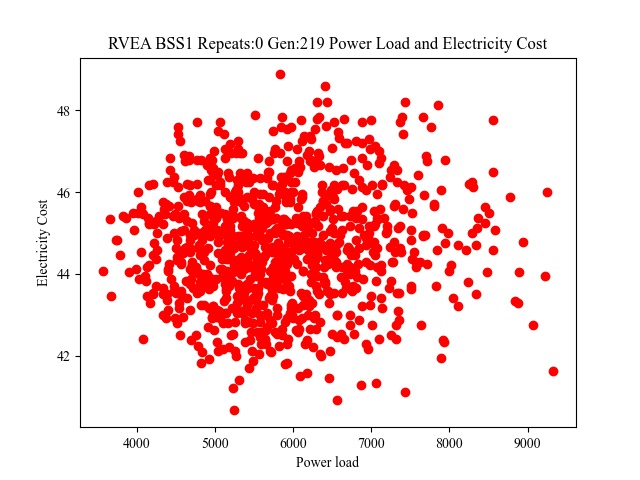 RVEA BSS1 Repeats:0 Gen:219 Power Load and Electricity Cost
48
46
44
42
Electricity Cost
4000 5000 6000 7000 8000 9000
Power load